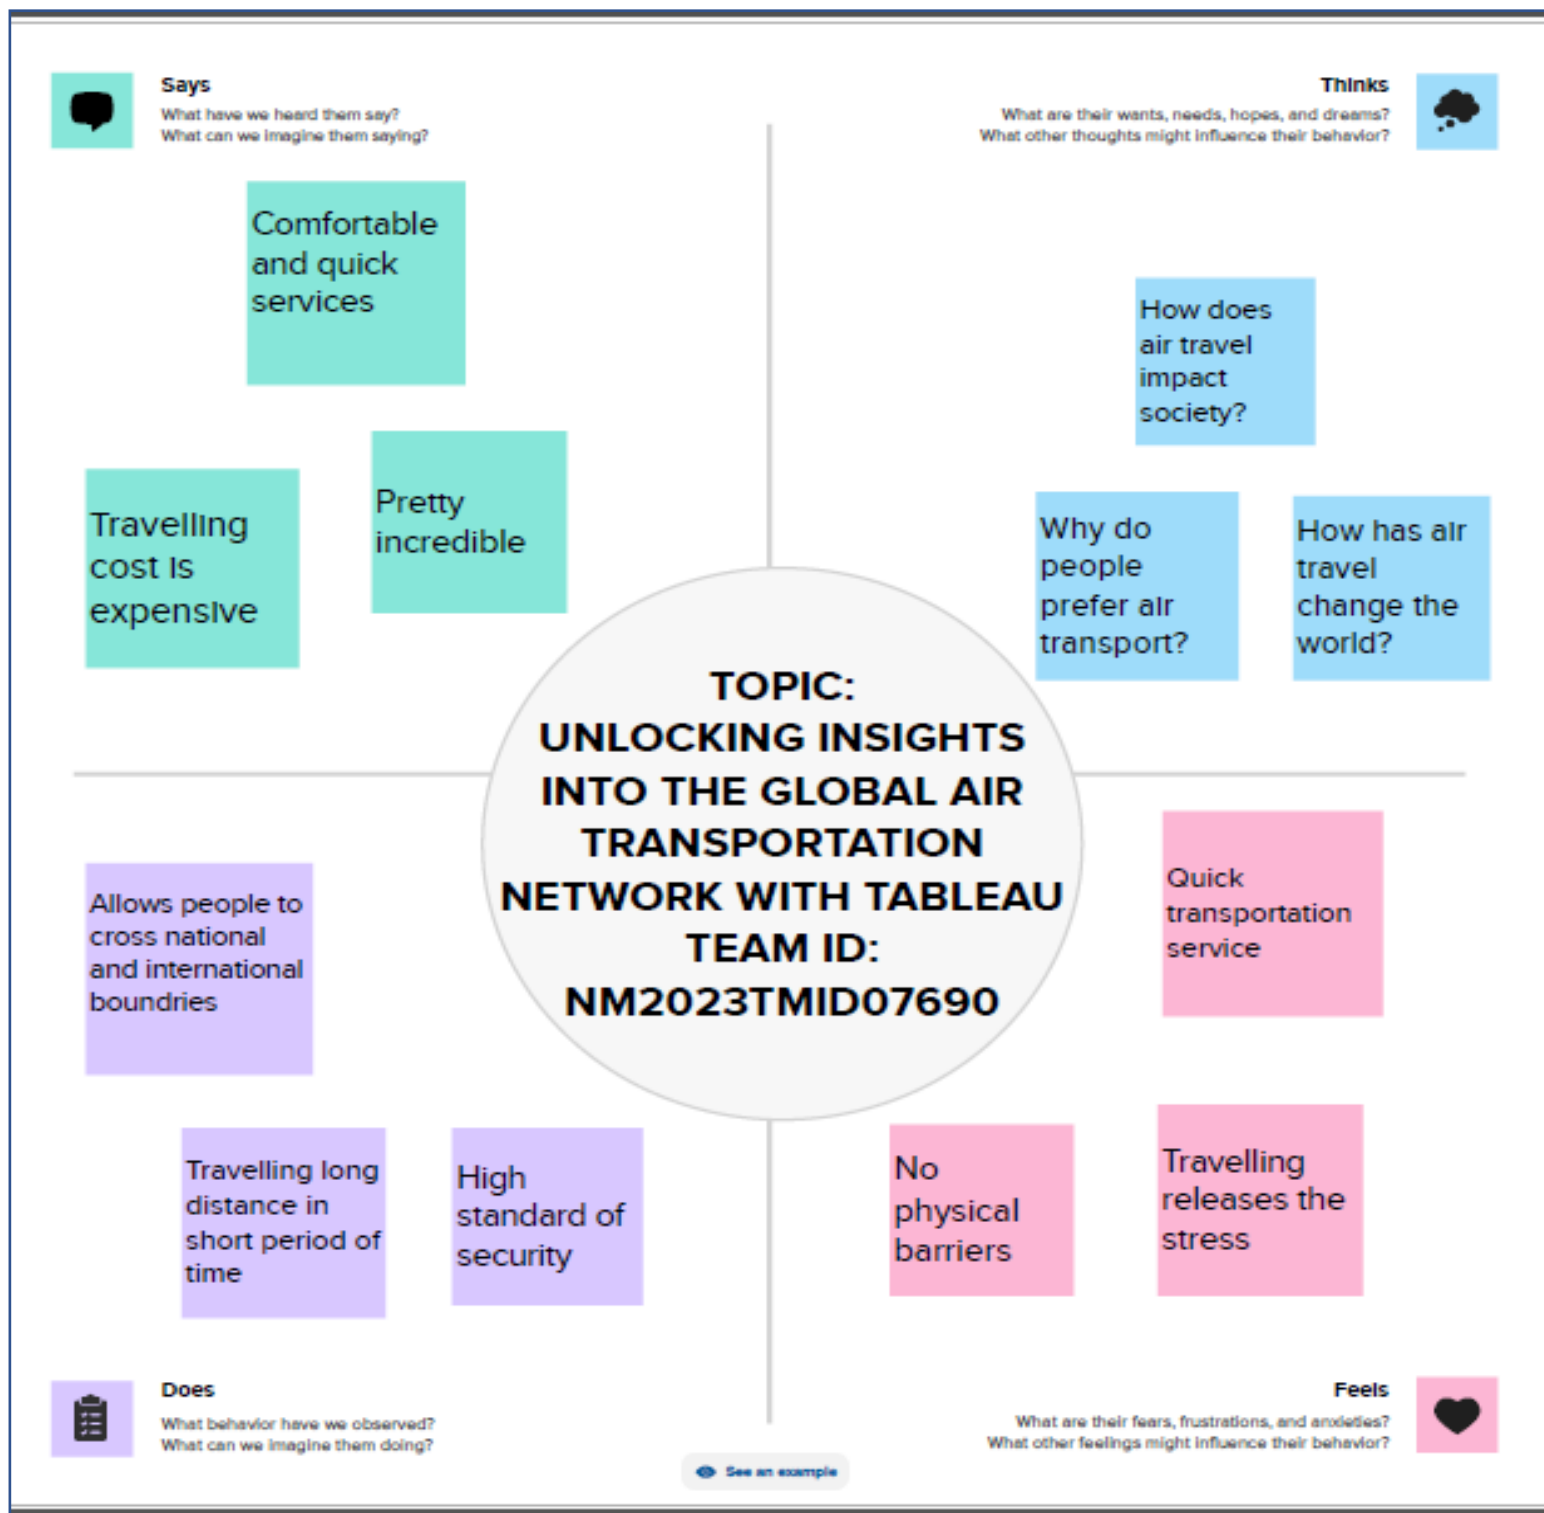 Says
What have we heard them say?
What can we imagine them saying?
Thinks
What are their wants, needs, hopes, and dreams?
What other thoughts might influence their behavior?
Comfortable
and quick
services
Travelling
cost is
expensive
Pretty
incredible
How does
air travel
impact
society?
Why do
people
prefer air
transport?
How has air
travel
change the
world?
TOPIC:
UNLOCKING INSIGHTS
INTO THE GLOBAL AIR
TRANSPORTATION
NETWORK WITH TABLEAU
TEAM ID:
NM2023TMID07690
Allows people to
cross national
and international
boundries
Travelling long
distance in
short period of
time
High
standard of
security
Quick
transportation
service
No
physical
barriers
Travelling
releases the
stress
Does
What behavior have we observed?
What can we imagine them doing?
Feels
What are their fears, frustrations, and anxieties?
What other feelings might influence their behavior?
See an example